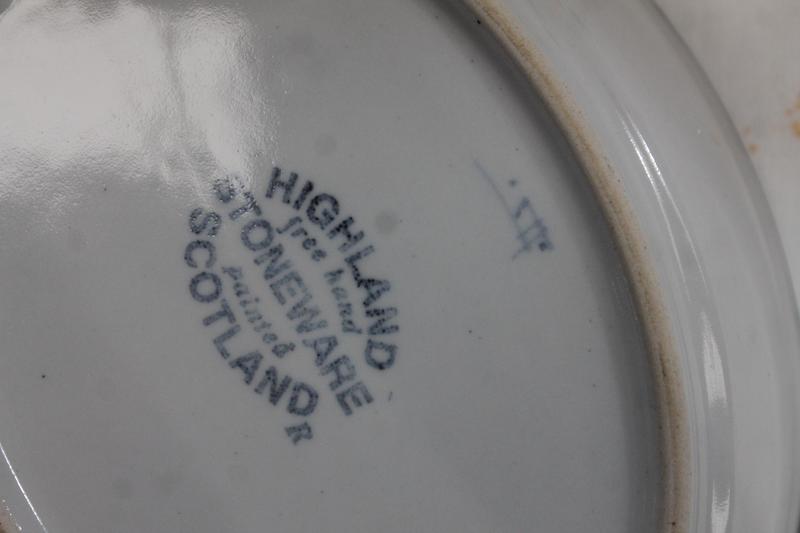 HIGHLAND
free hand
STONEWARE
painted
SCOTLAND
R